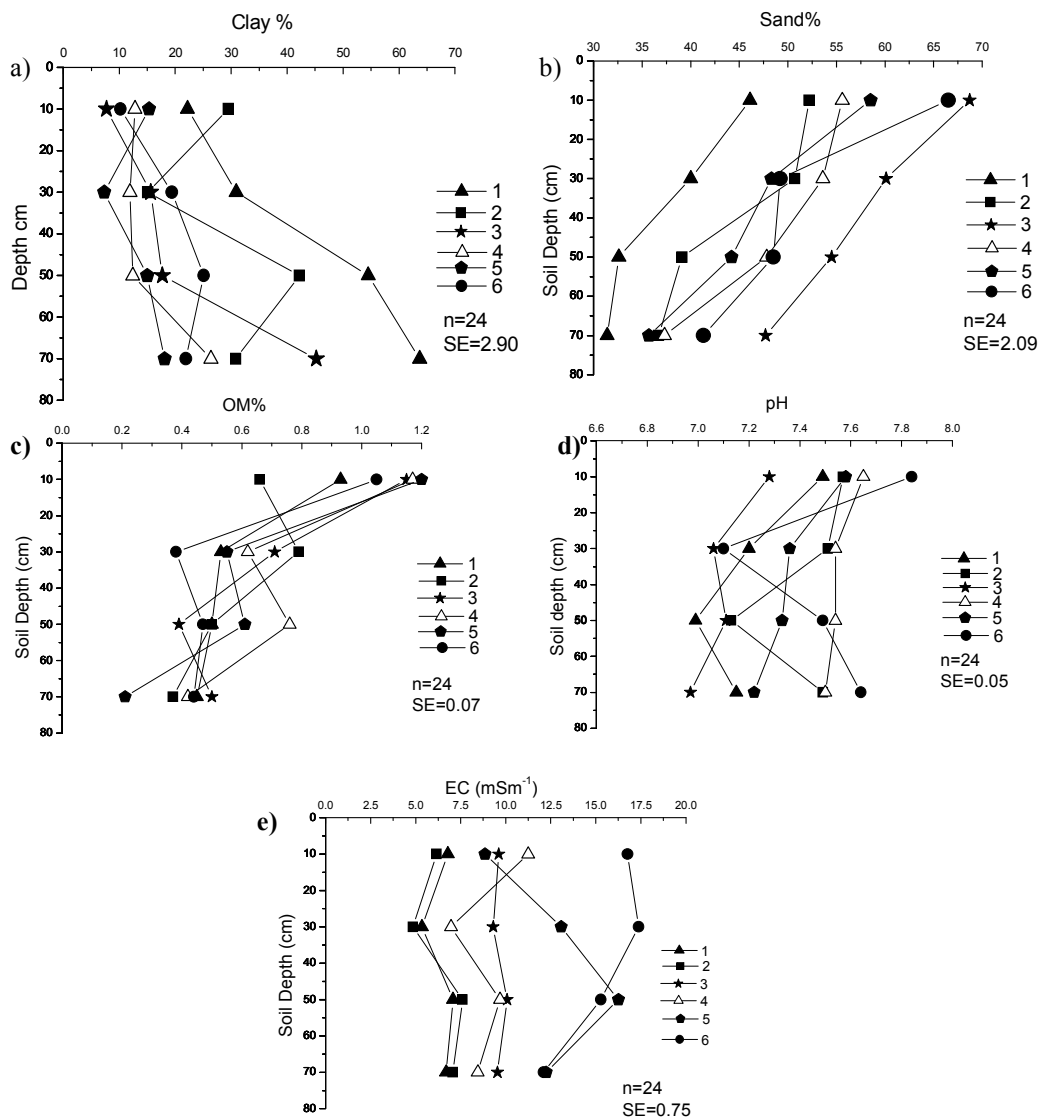 Clay %
a)
0 10 20 30 40 50 60 70
0
10
20
30
40
50
60
70
80
Depth cm
1
2
3
4
5
6
n=24
SE=2.90
Sand%
b)
30 35 40 45 50 55 60 65 70
0
10
20
30
40
50
60
70
80
Soil Depth (cm)
1
2
3
4
5
6
n=24
SE=2.09
OM%
c)
0.0 0.2 0.4 0.6 0.8 1.0 1.2
0
10
20
30
40
50
60
70
80
Soil Depth (cm)
1
2
3
4
5
6
n=24
SE=0.07
pH
d)
6.6 6.8 7.0 7.2 7.4 7.6 7.8 8.0
0
10
20
30
40
50
60
70
80
Soil depth (cm)
1
2
3
4
5
6
n=24
SE=0.05
EC (mSm⁻¹)
e)
0.0 2.5 5.0 7.5 10.0 12.5 15.0 17.5 20.0
0
10
20
30
40
50
60
70
80
Soil Depth (cm)
1
2
3
4
5
6
n=24
SE=0.75